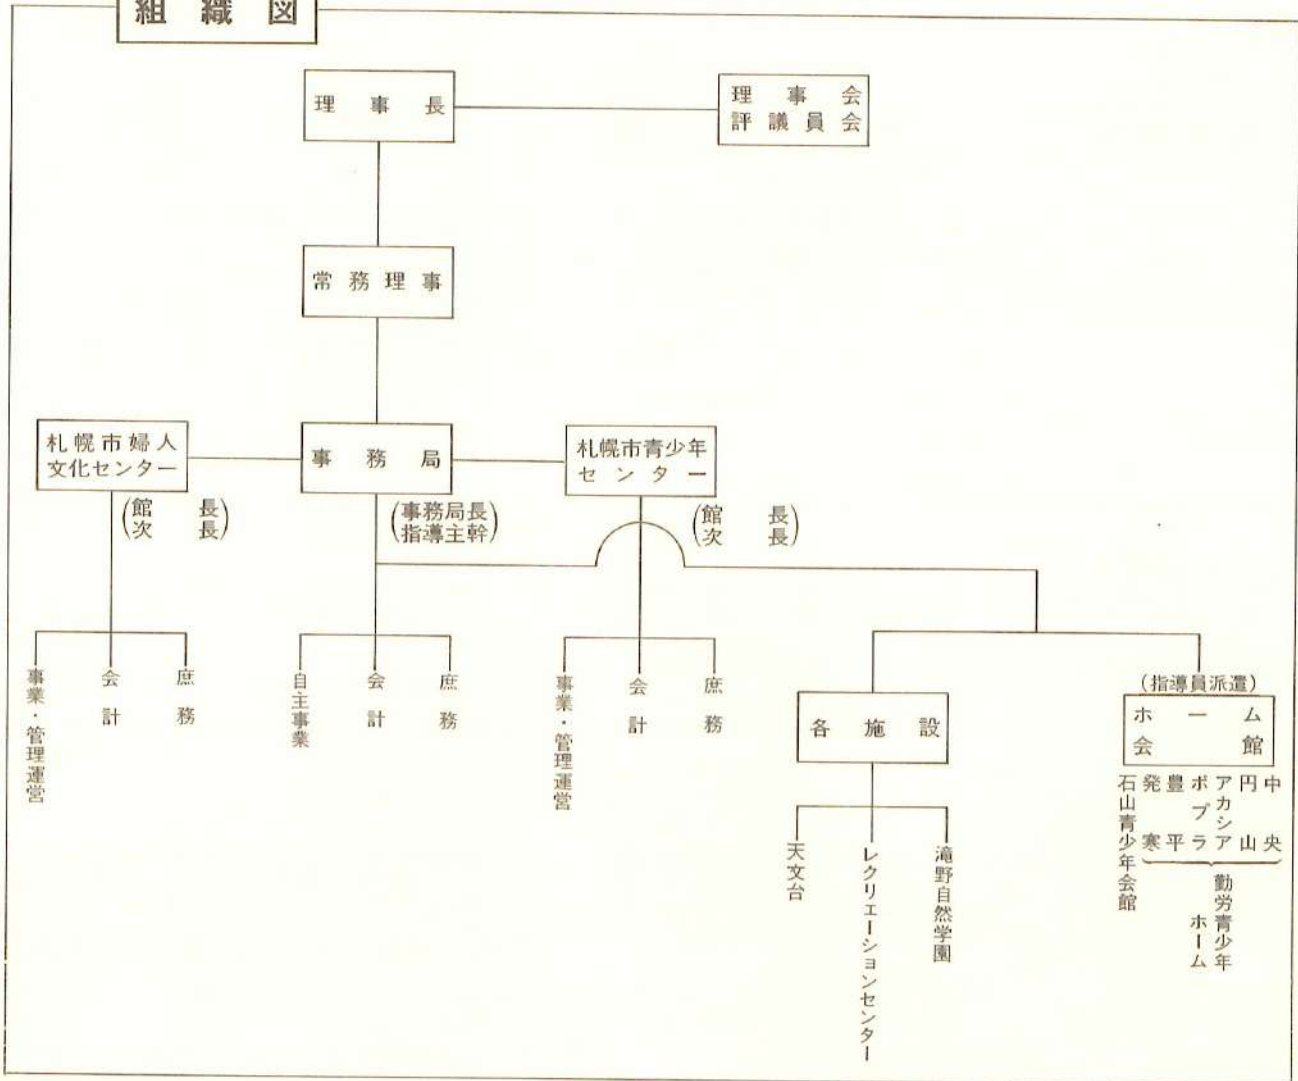 組織図
理事長
理事会
評議員会
常務理事
札幌市婦人
文化センター
(館長
次長)
事務局
(事務局長
指導主幹)
札幌市青少年
センター
(館長
次長)
庶務
会計
事業・管理運営
庶務
会計
自主事業
庶務
会計
事業・管理運営
各施設
滝野自然学園
レクリエーションセンター
天文台
(指導員派遣)
ホーム
会館
中央
円山
アカシア
ポプラ
豊平
発寒
勤労青少年
ホーム
石山青少年会館